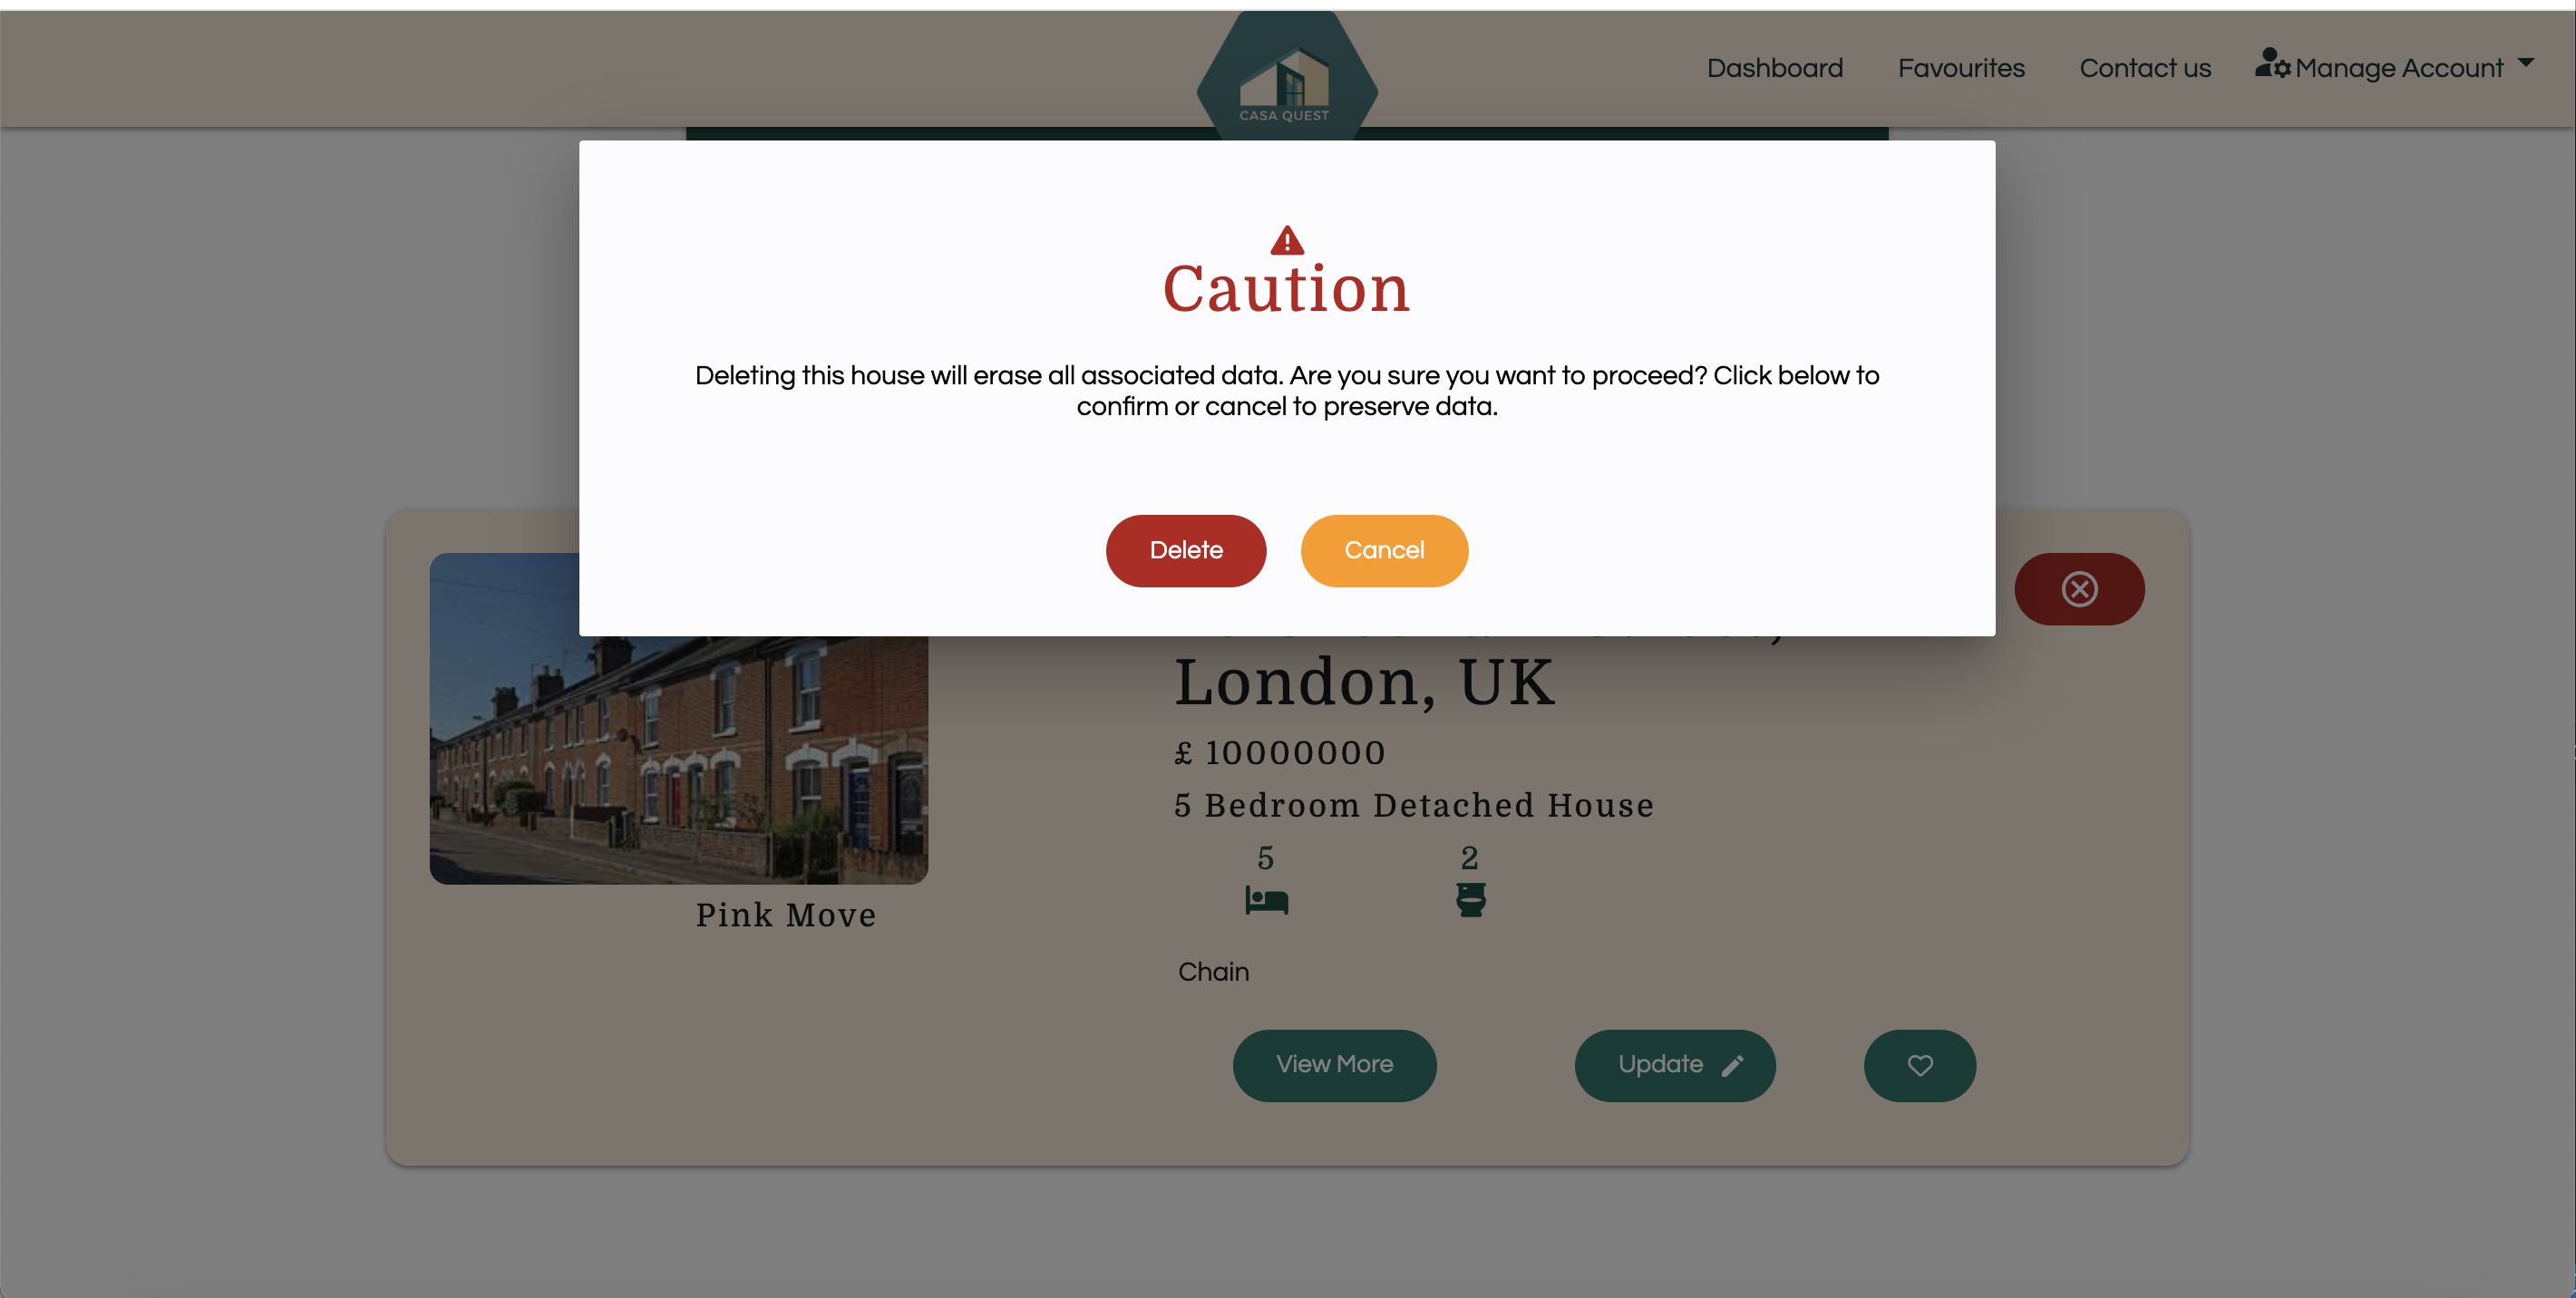 CASA QUEST
Dashboard Favourites Contact us Manage Account
Caution
Deleting this house will erase all associated data. Are you sure you want to proceed? Click below to
confirm or cancel to preserve data.
Delete Cancel
London, UK
£ 10000000
5 Bedroom Detached House
5 2
Pink Move
Chain
View More Update